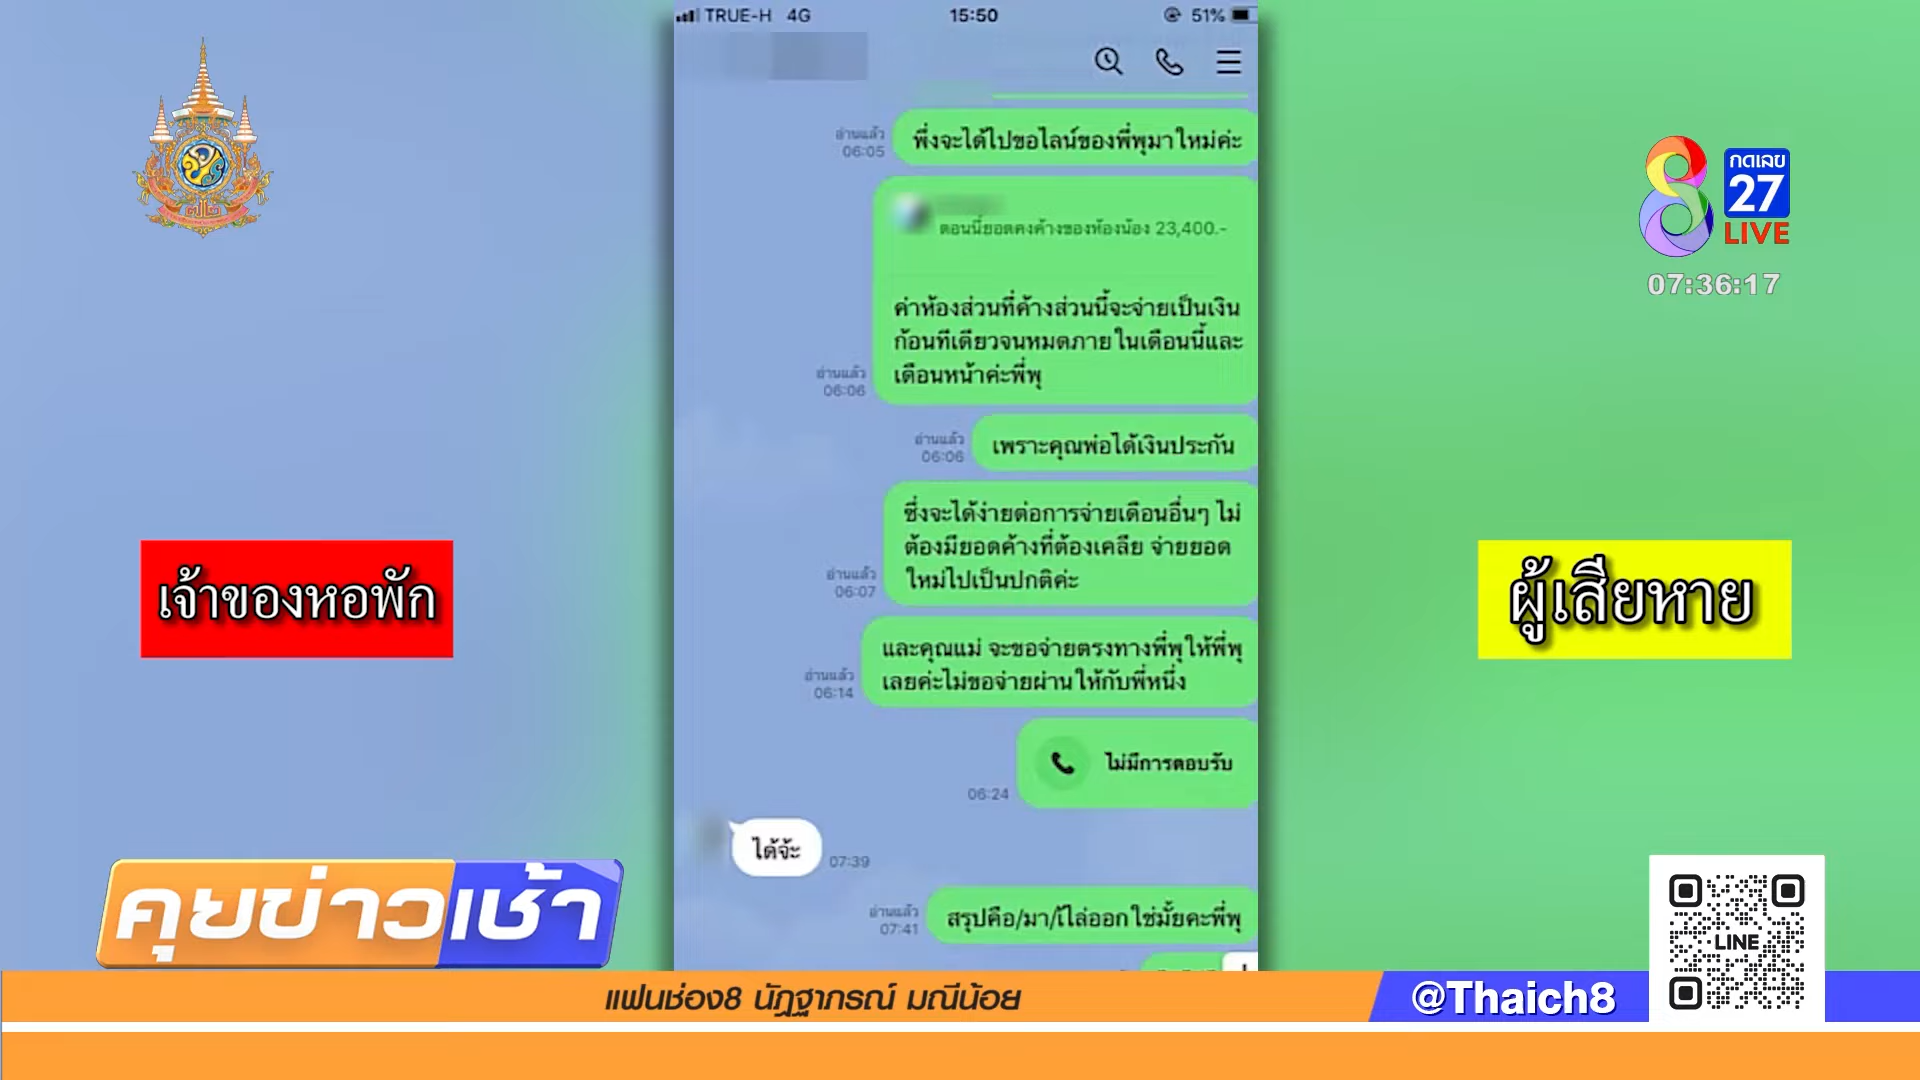 TRUE-H 4G 15:50 51%
อ่านแล้ว
06:05
พึ่งจะได้ไปขอไลน์ของพี่พุมาใหม่ค่ะ
ตอนนี้ยอดคงค้างของห้องน้อง 23,400.-
ค่าห้องส่วนที่ค้างส่วนนี้จะจ่ายเป็นเงิน
ก้อนทีเดียวจนหมดภายในเดือนนี้และ
เดือนหน้าค่ะพี่พุ
อ่านแล้ว
06:06
เพราะคุณพ่อได้เงินประกัน
อ่านแล้ว
06:06
ซึ่งจะได้ง่ายต่อการจ่ายเดือนอื่นๆ ไม่
ต้องมียอดค้างที่ต้องเคลีย จ่ายยอด
ใหม่ไปเป็นปกติค่ะ
อ่านแล้ว
06:07
และคุณแม่ จะขอจ่ายตรงทางพี่พุให้พี่พุ
เลยค่ะไม่ขอจ่ายผ่านให้กับพี่หนึ่ง
อ่านแล้ว
06:14
ไม่มีการตอบรับ
06:24
ได้จ้ะ
07:39
อ่านแล้ว
07:41
สรุปคือ/มา/ไล่ออกใช่มั้ยคะพี่พุ
เจ้าของหอพัก
ผู้เสียหาย
กดเลข
27
LIVE
07:36:17
คุยข่าวเช้า
แฟนช่อง8 นัฏฐาภรณ์ มณีน้อย
@Thaich8
LINE